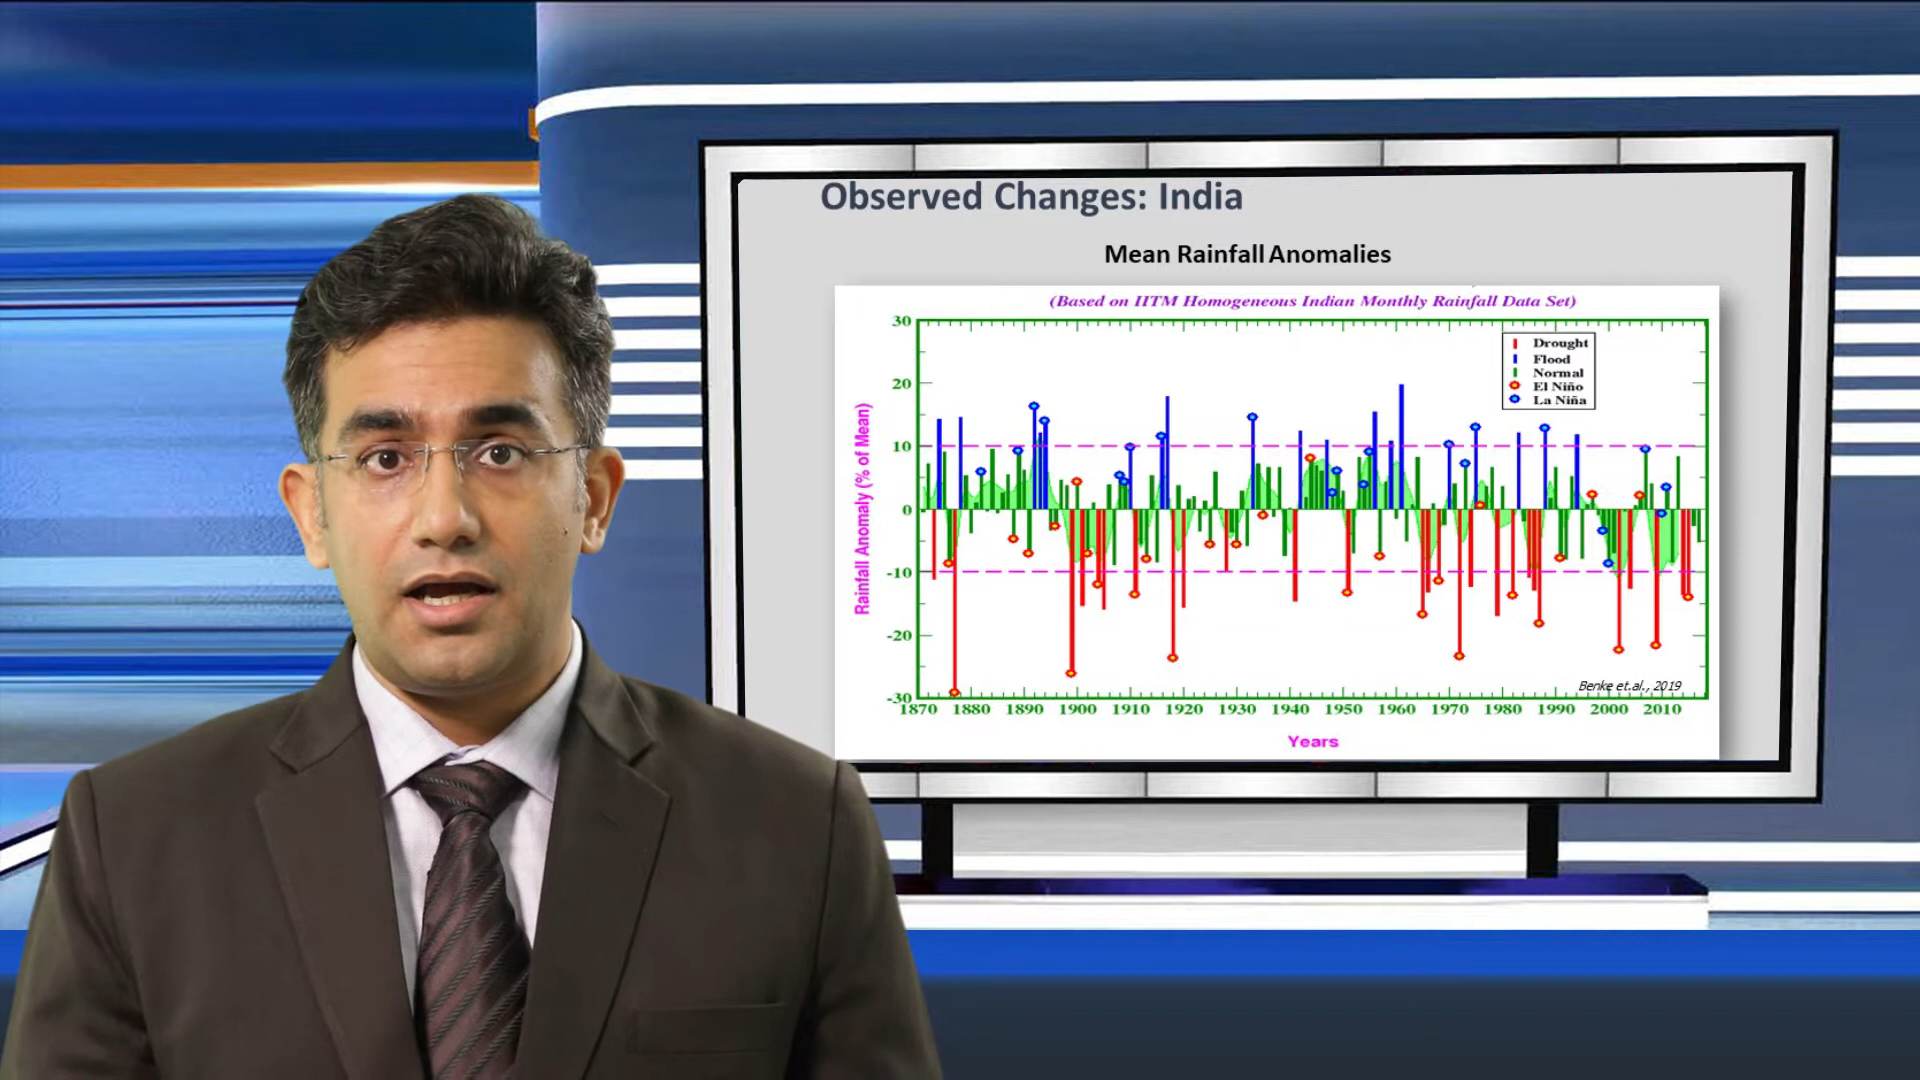 Observed Changes: India
Mean Rainfall Anomalies
(Based on IITM Homogeneous Indian Monthly Rainfall Data Set)
30
20
10
0
-10
-20
-30
Rainfall Anomaly (% of Mean)
Drought
Flood
Normal
El Niño
La Niña
Benke et.al., 2019
1870 1880 1890 1900 1910 1920 1930 1940 1950 1960 1970 1980 1990 2000 2010
Years